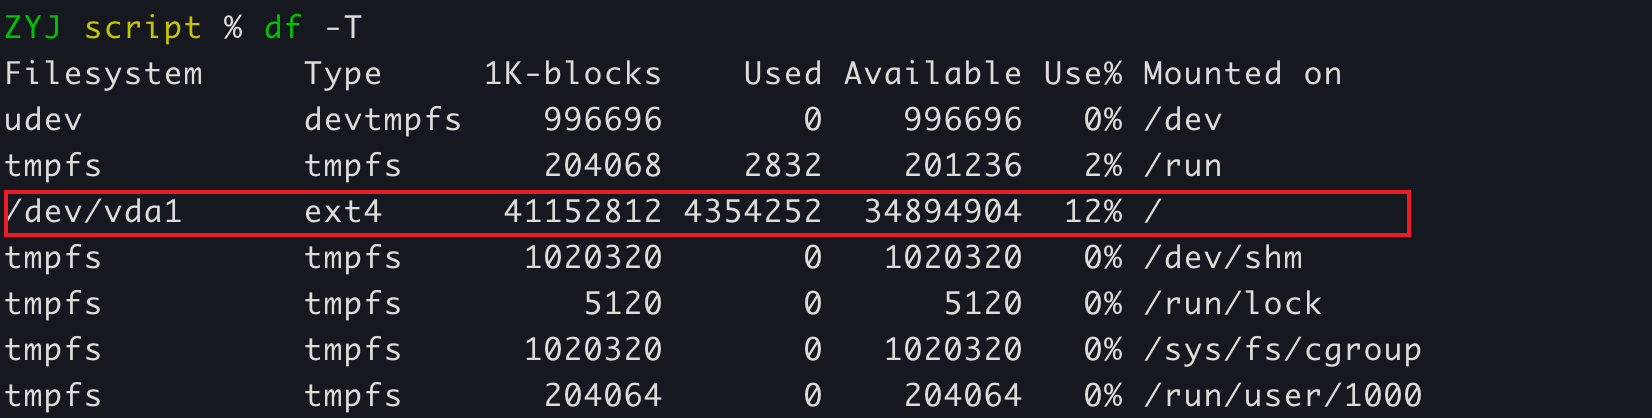 ZYJ script % df -T
Filesystem     Type     1K-blocks    Used Available Use% Mounted on
udev           devtmpfs    996696       0    996696   0% /dev
tmpfs          tmpfs       204068    2832    201236   2% /run
/dev/vda1      ext4      41152812 4354252  34894904  12% /
tmpfs          tmpfs      1020320       0   1020320   0% /dev/shm
tmpfs          tmpfs         5120       0      5120   0% /run/lock
tmpfs          tmpfs      1020320       0   1020320   0% /sys/fs/cgroup
tmpfs          tmpfs       204064       0    204064   0% /run/user/1000